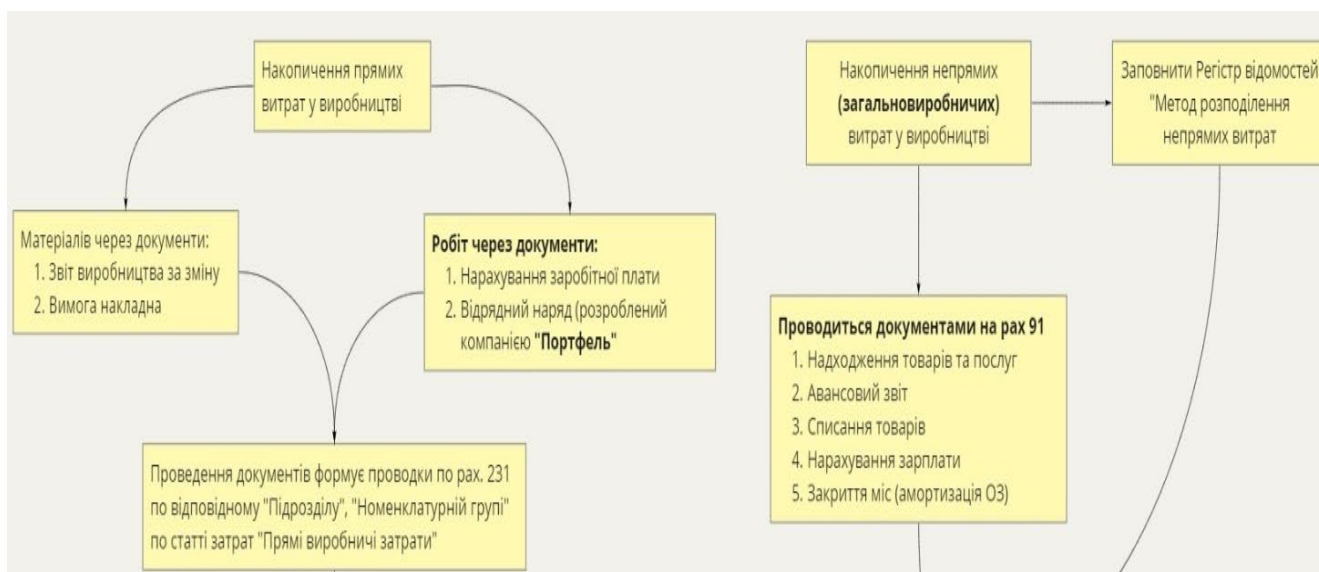 Накопичення прямих
витрат у виробництві
Накопичення непрямих
(загальновиробничих)
витрат у виробництві
Заповнити Регістр відомостей
"Метод розподілення
непрямих витрат
Матеріалів через документи:
1. Звіт виробництва за зміну
2. Вимога накладна
Робіт через документи:
1. Нарахування заробітної плати
2. Відрядний наряд (розроблений
компанією "Портфель"
Проводиться документами на рах 91
1. Надходження товарів та послуг
2. Авансовий звіт
3. Списання товарів
4. Нарахування зарплати
5. Закриття міс (амортизація ОЗ)
Проведення документів формує проводки по рах. 231
по відповідному "Підрозділу", "Номенклатурній групі"
по статті затрат "Прямі виробничі затрати"